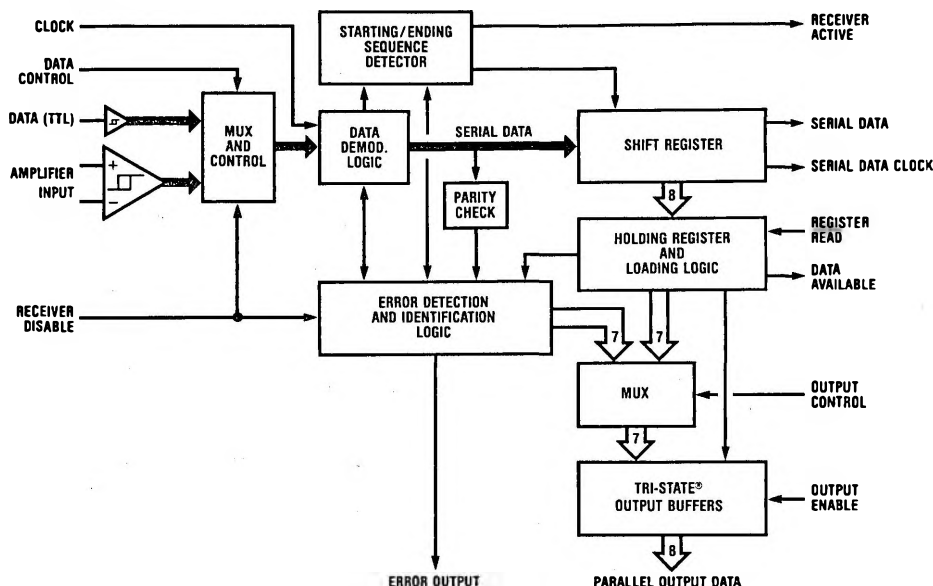 CLOCK
DATA
CONTROL
DATA (TTL)
AMPLIFIER
INPUT
+
−
RECEIVER
DISABLE
MUX
AND
CONTROL
STARTING/ENDING
SEQUENCE
DETECTOR
DATA
DEMOD.
LOGIC
SERIAL DATA
PARITY
CHECK
ERROR DETECTION
AND IDENTIFICATION
LOGIC
ERROR OUTPUT
RECEIVER
ACTIVE
SHIFT REGISTER
SERIAL DATA
SERIAL DATA CLOCK
8
HOLDING REGISTER
AND
LOADING LOGIC
REGISTER
READ
DATA
AVAILABLE
7
7
MUX
OUTPUT
CONTROL
7
TRI-STATE®
OUTPUT BUFFERS
OUTPUT
ENABLE
8
PARALLEL OUTPUT DATA